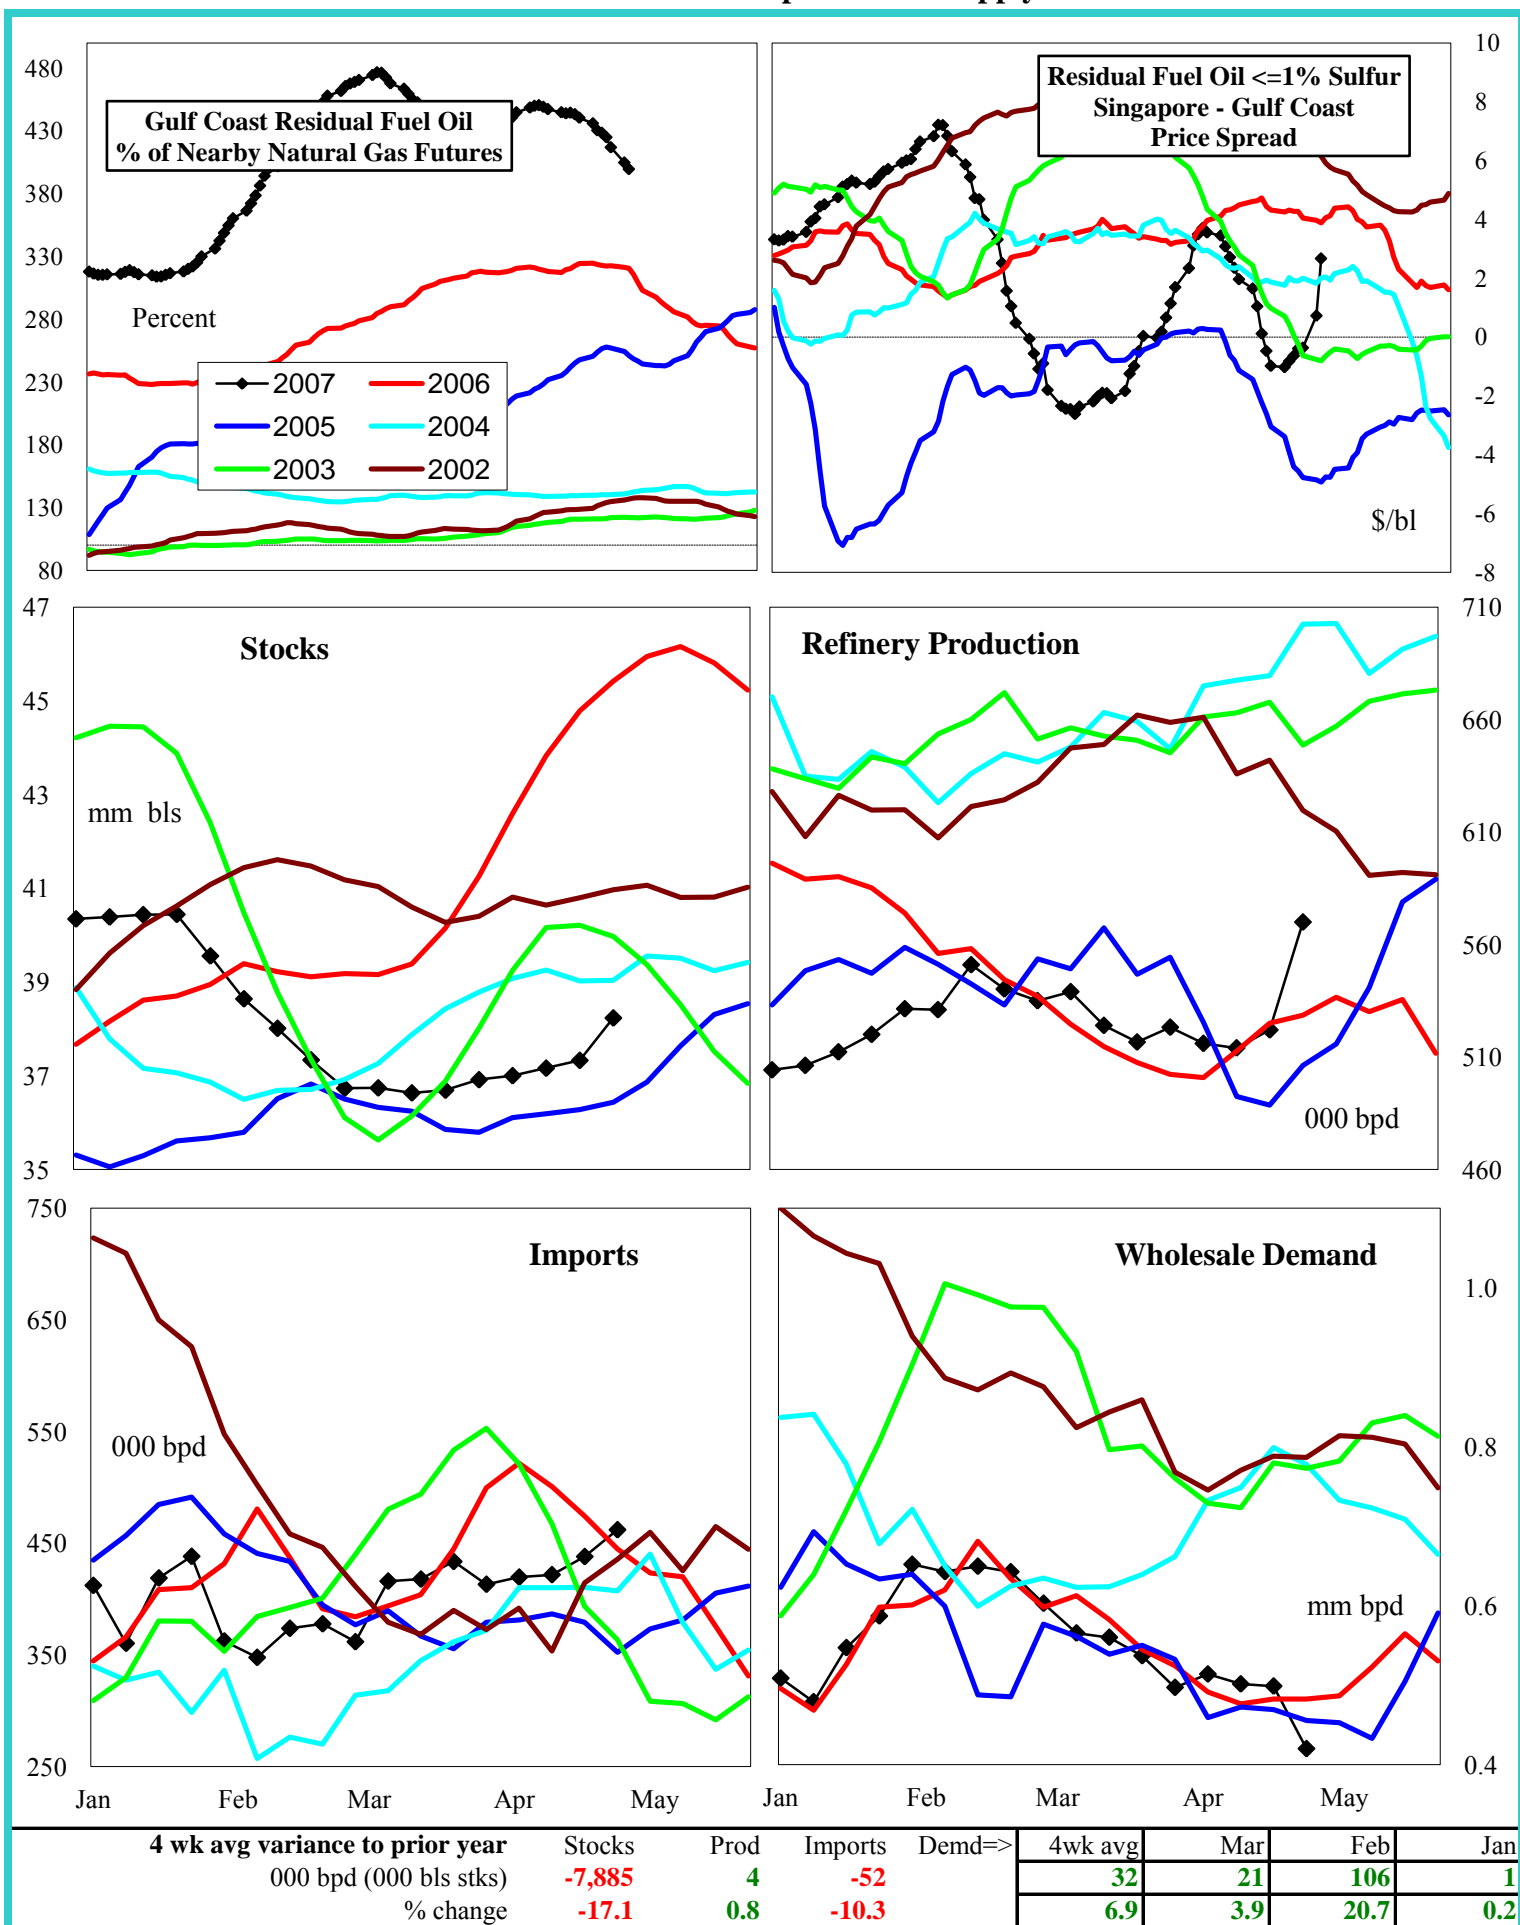 480
430
380
330
280
230
180
130
80
Gulf Coast Residual Fuel Oil
% of Nearby Natural Gas Futures
Percent
2007 2006
2005 2004
2003 2002
Residual Fuel Oil <=1% Sulfur
Singapore - Gulf Coast
Price Spread
10
8
6
4
2
0
-2
-4
-6
-8
$/bl
47
45
43
41
39
37
35
Stocks
mm bls
Refinery Production
710
660
610
560
510
460
000 bpd
750
650
550
450
350
250
Imports
000 bpd
Jan Feb Mar Apr May
Wholesale Demand
1.0
0.8
0.6
0.4
mm bpd
Jan Feb Mar Apr May
4 wk avg variance to prior year Stocks Prod Imports Demd=> 4wk avg Mar Feb Jan
000 bpd (000 bls stks) -7,885 4 -52 32 21 106 1
% change -17.1 0.8 -10.3 6.9 3.9 20.7 0.2